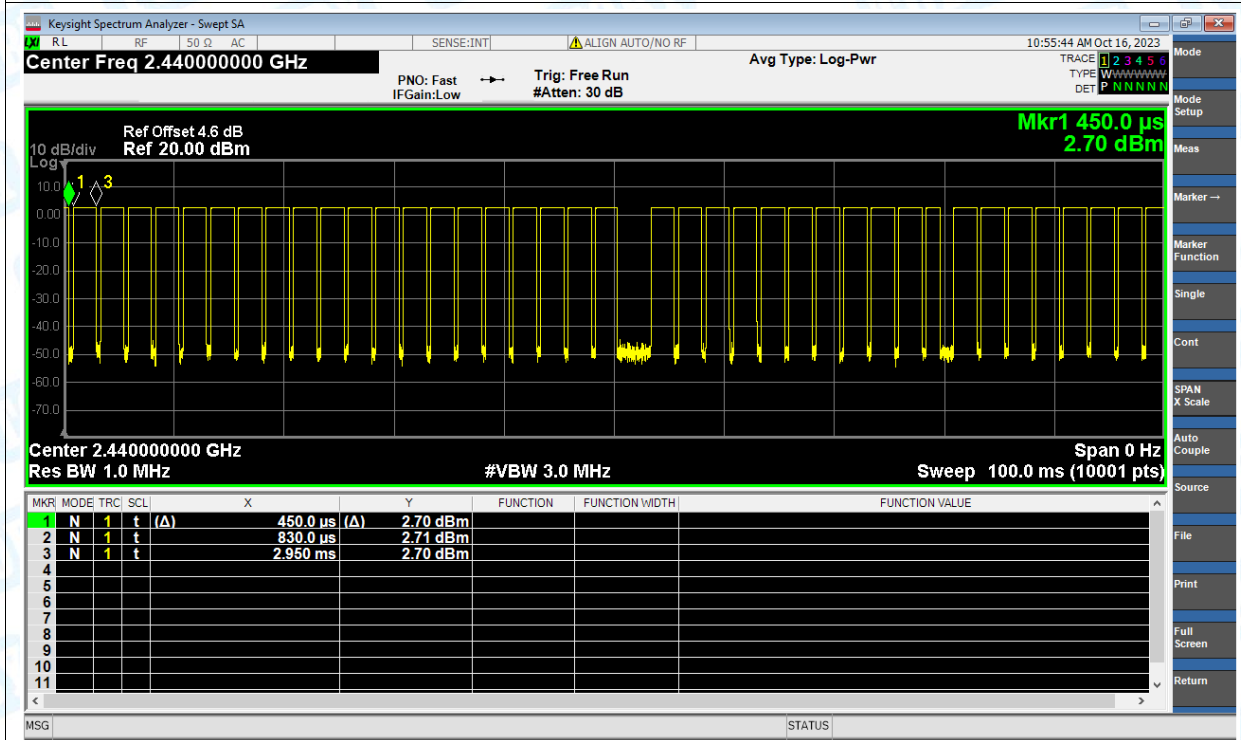 Keysight Spectrum Analyzer - Swept SA
LXI RL RF 50 Ω AC SENSE:INT ALIGN AUTO/NO RF 10:55:44 AM Oct 16, 2023
Center Freq 2.440000000 GHz
Avg Type: Log-Pwr
TRACE 1 2 3 4 5 6
TYPE WWWWWW
DET P N N N N N
PNO: Fast
IFGain:Low
Trig: Free Run
#Atten: 30 dB
Mkr1 450.0 µs
2.70 dBm
Ref Offset 4.6 dB
10 dB/div Ref 20.00 dBm
Log
10.0
0.00
-10.0
-20.0
-30.0
-40.0
-50.0
-60.0
-70.0
1 3
Center 2.440000000 GHz Span 0 Hz
Res BW 1.0 MHz #VBW 3.0 MHz Sweep 100.0 ms (10001 pts)
MKR MODE TRC SCL X Y FUNCTION FUNCTION WIDTH FUNCTION VALUE
1 N 1 t (Δ) 450.0 µs (Δ) 2.70 dBm
2 N 1 t 830.0 µs 2.71 dBm
3 N 1 t 2.950 ms 2.70 dBm
4
5
6
7
8
9
10
11
MSG STATUS
Mode
Mode
Setup
Meas
Marker →
Marker
Function
Single
Cont
SPAN
X Scale
Auto
Couple
Source
File
Print
Full
Screen
Return